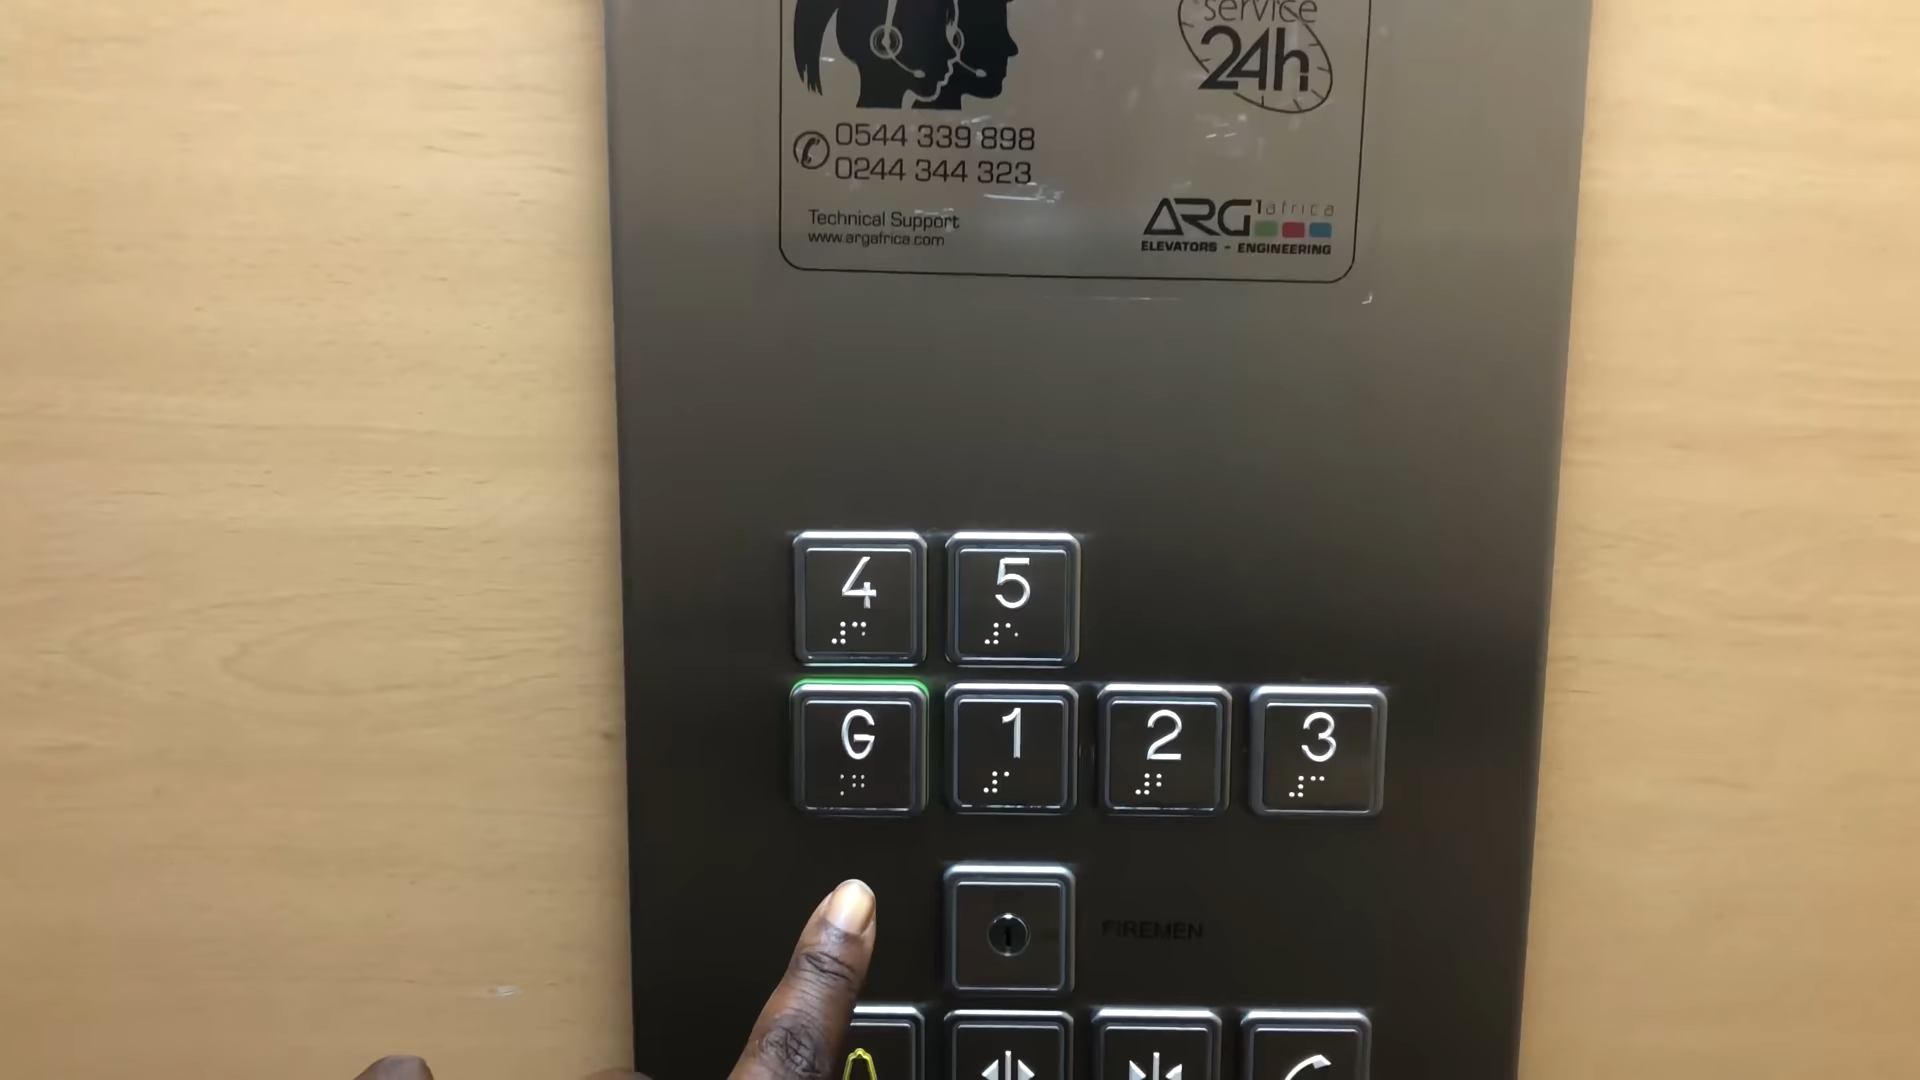 service
24h
0544 339 898
0244 344 323
Technical Support
www.argafrica.com
ARG 1africa
ELEVATORS - ENGINEERING
4 5
G 1 2 3
FIREMEN